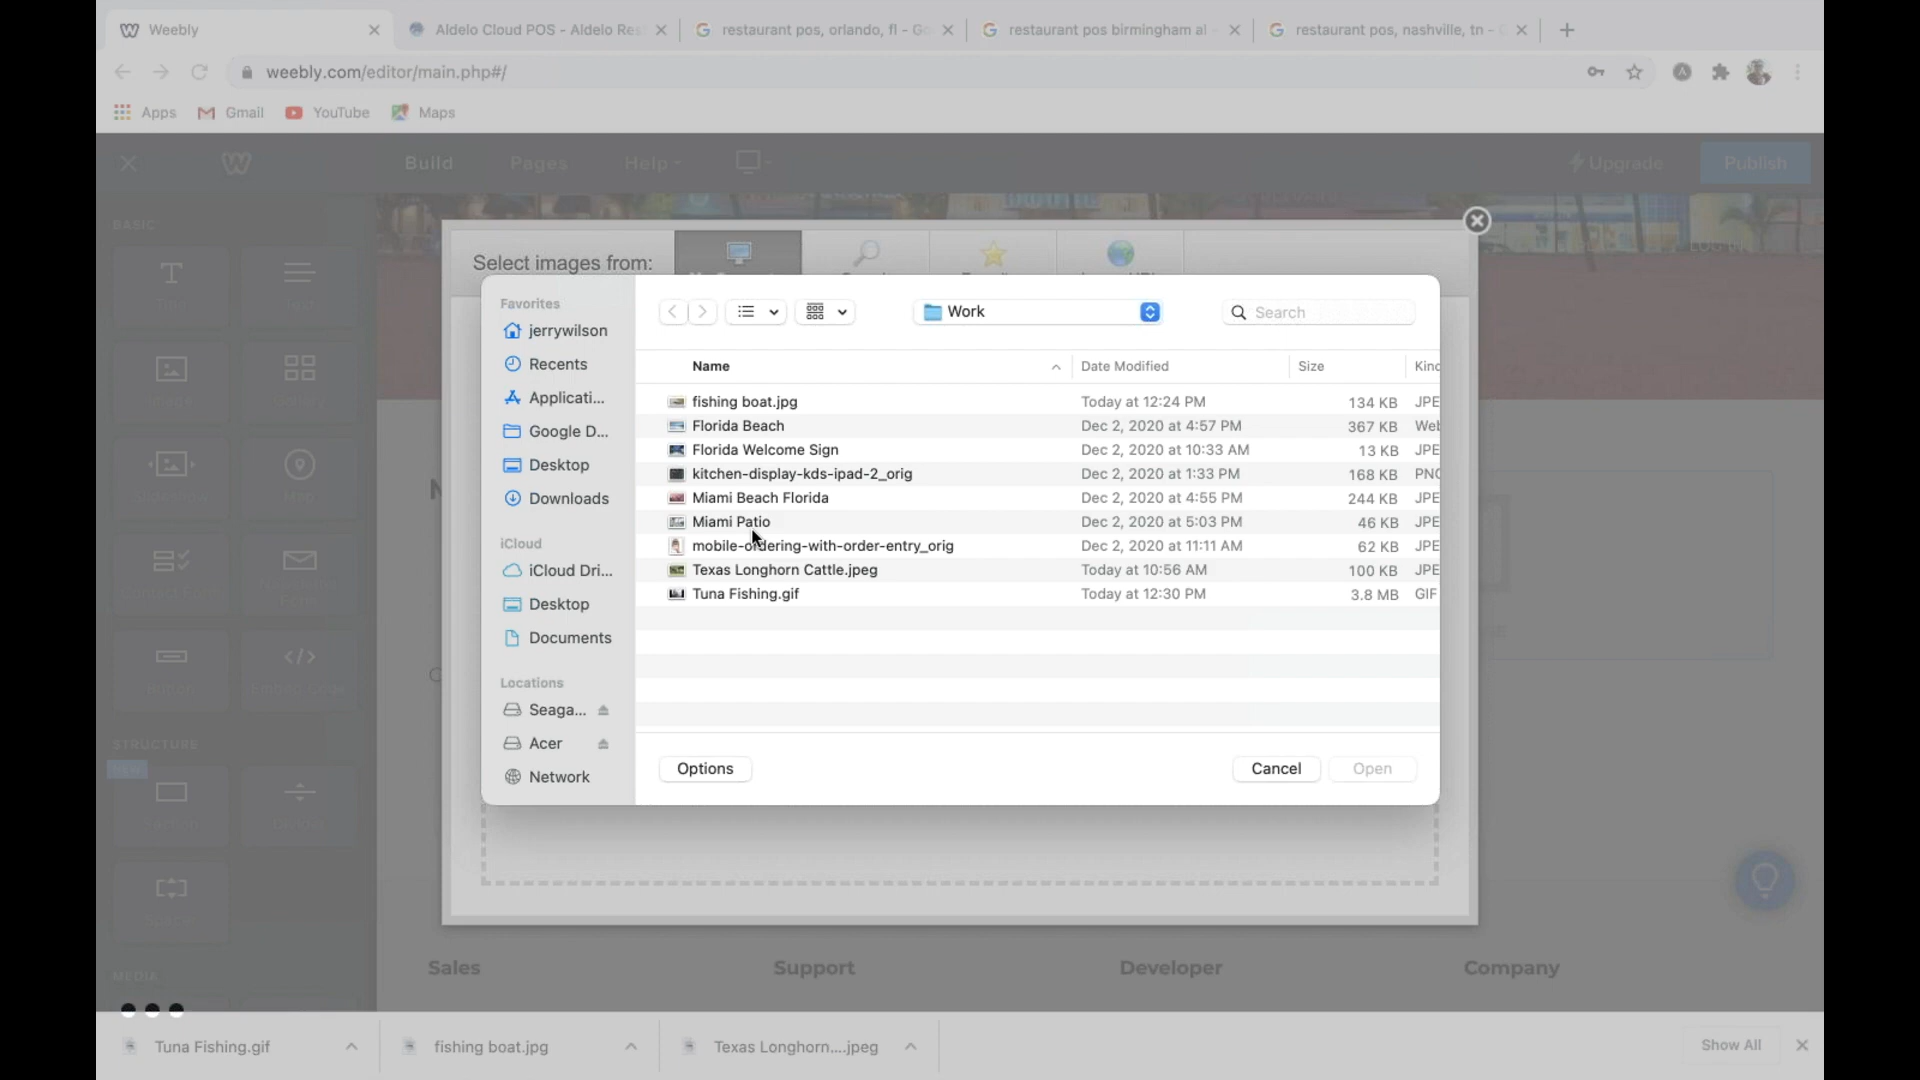 Weebly
Aldelo Cloud POS - Aldelo Res
restaurant pos, orlando, fl - Go
restaurant pos birmingham al -
restaurant pos, nashville, tn - G
weebly.com/editor/main.php#/
Apps
Gmail
YouTube
Maps
Build
Pages
Help
Upgrade
Publish
BASIC
STRUCTURE
NEW
MEDIA
Select images from:
Favorites
jerrywilson
Recents
Applicati...
Google D...
Desktop
Downloads
iCloud
iCloud Dri...
Desktop
Documents
Locations
Seaga...
Acer
Network
Work
Search
Name Date Modified Size Kind
fishing boat.jpg Today at 12:24 PM 134 KB JPE
Florida Beach Dec 2, 2020 at 4:57 PM 367 KB Web
Florida Welcome Sign Dec 2, 2020 at 10:33 AM 13 KB JPE
kitchen-display-kds-ipad-2_orig Dec 2, 2020 at 1:33 PM 168 KB PNG
Miami Beach Florida Dec 2, 2020 at 4:55 PM 244 KB JPE
Miami Patio Dec 2, 2020 at 5:03 PM 46 KB JPE
mobile-ordering-with-order-entry_orig Dec 2, 2020 at 11:11 AM 62 KB JPE
Texas Longhorn Cattle.jpeg Today at 10:56 AM 100 KB JPE
Tuna Fishing.gif Today at 12:30 PM 3.8 MB GIF
Options
Cancel
Open
Sales
Support
Developer
Company
Tuna Fishing.gif
fishing boat.jpg
Texas Longhorn....jpeg
Show All